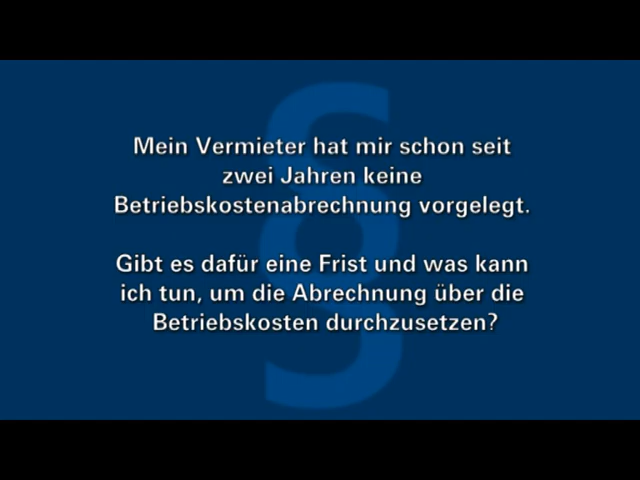 Mein Vermieter hat mir schon seit
zwei Jahren keine
Betriebskostenabrechnung vorgelegt.
Gibt es dafür eine Frist und was kann
ich tun, um die Abrechnung über die
Betriebskosten durchzusetzen?